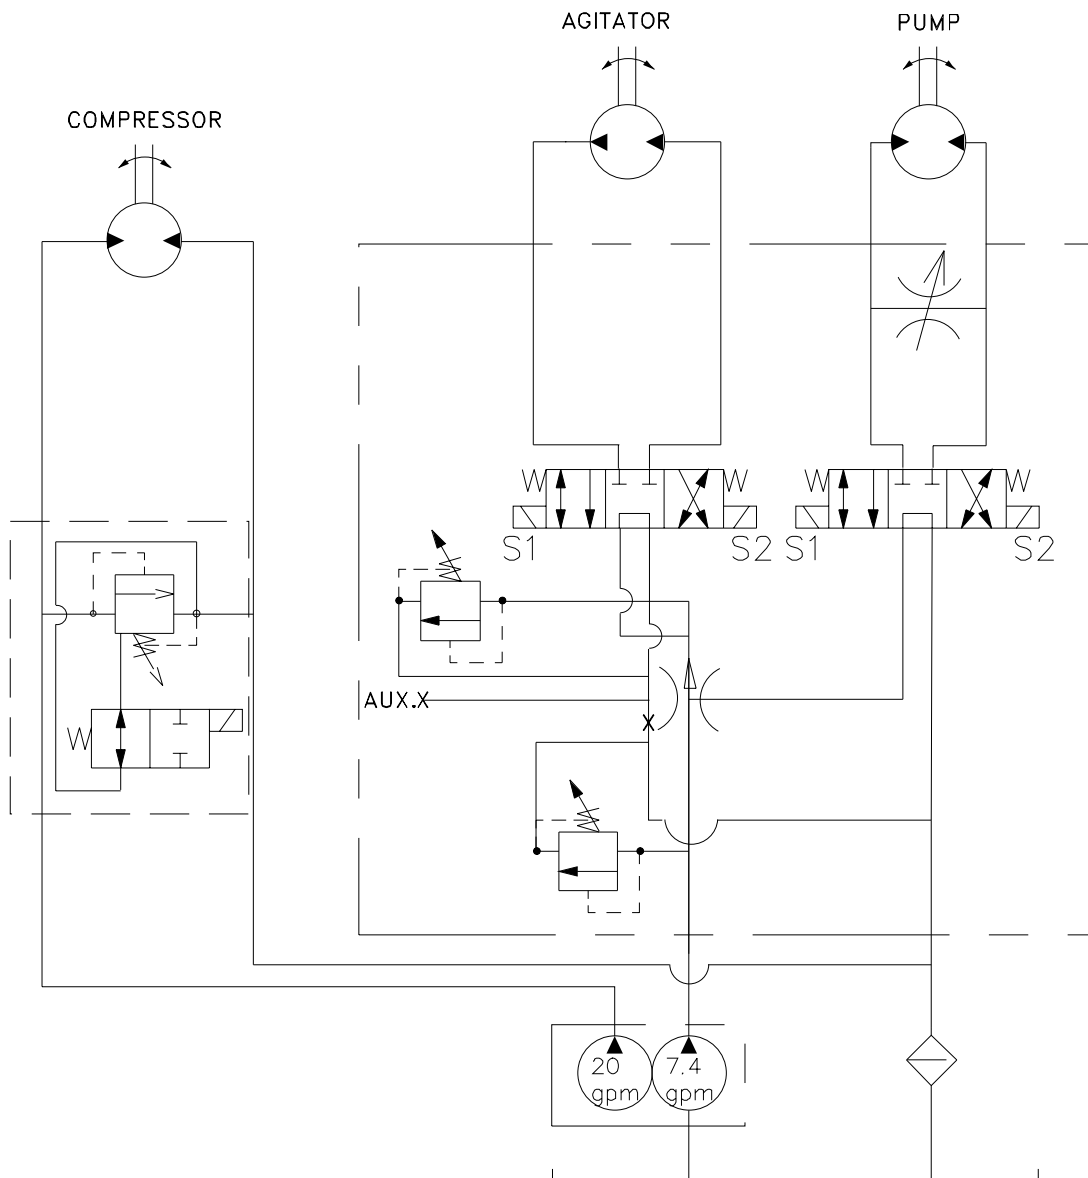 AGITATOR
PUMP
COMPRESSOR
S1
S2
S1
S2
AUX.X
X
20
gpm
7.4
gpm